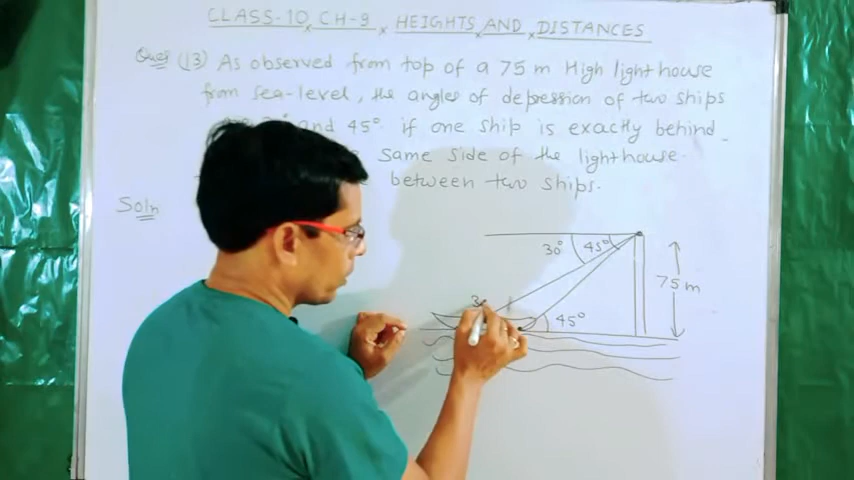 CLASS-10, CH-9, HEIGHTS AND DISTANCES
Ques (13) As observed from top of a 75 m High light house
from sea-level, the angles of depression of two ships
and 45° if one ship is exactly behind
same side of the light house.
between two ships.
Soln
30° 45°
75 m
45°